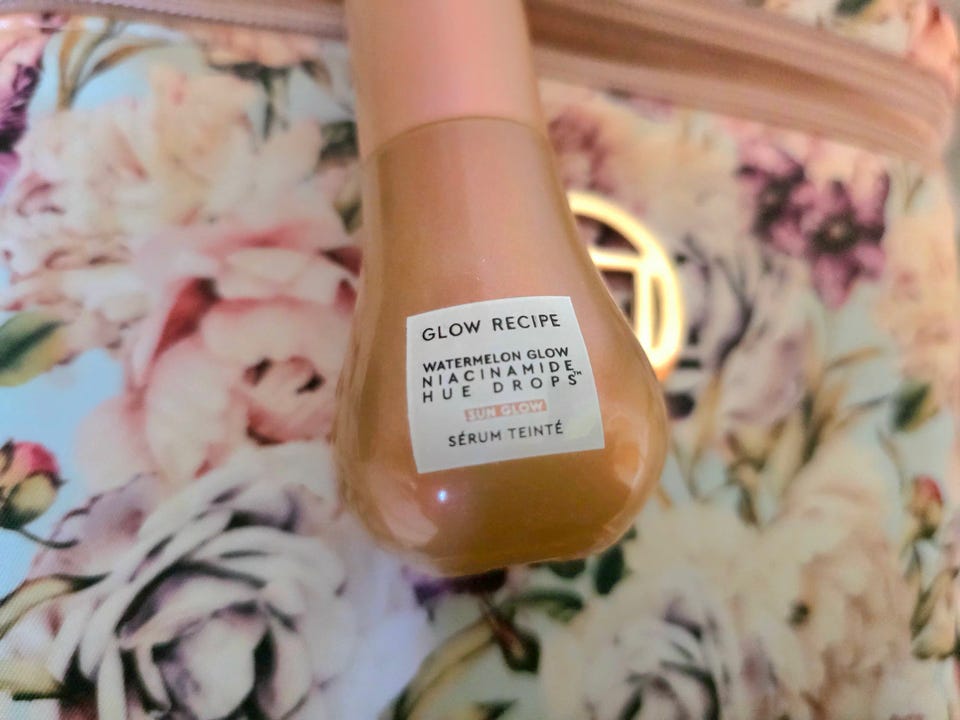 GLOW RECIPE
WATERMELON GLOW
NIACINAMIDE
HUE DROPS™
SUN GLOW
SÉRUM TEINTÉ